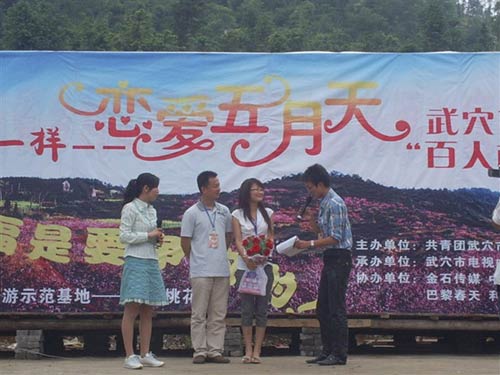 恋爱五月天
一样——
武穴
“百人
是要
游示范基地——
桃花
主办单位：共青团武穴市
承办单位：武穴市电视
协办单位：金石传媒
巴黎春天